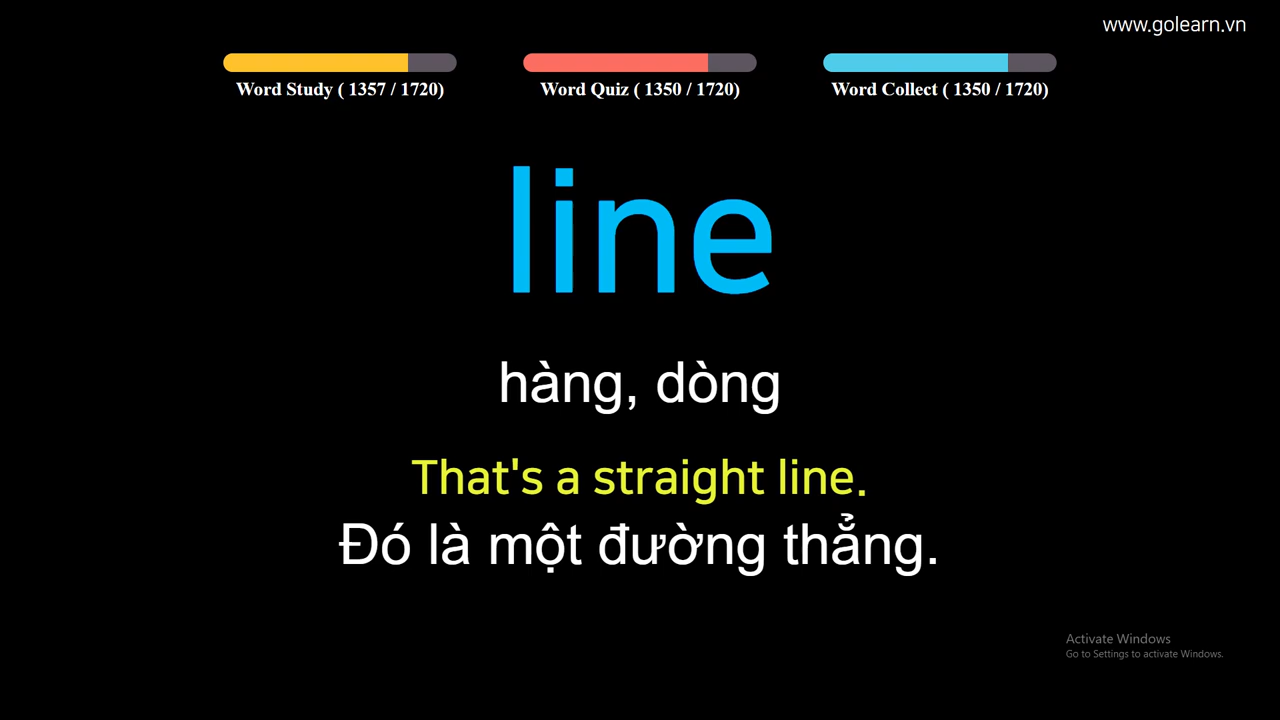 www.golearn.vn
Word Study ( 1357 / 1720)
Word Quiz ( 1350 / 1720)
Word Collect ( 1350 / 1720)
line
hàng, dòng
That's a straight line.
Đó là một đường thẳng.
Activate Windows
Go to Settings to activate Windows.